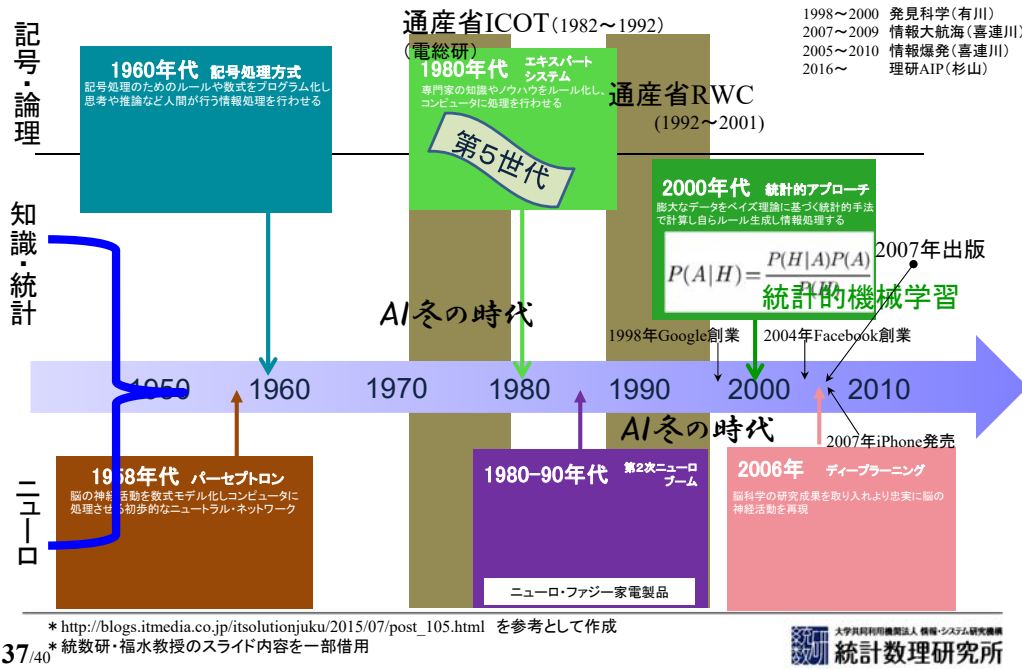 記号・論理
知識・統計
ニューロ
通産省ICOT(1982～1992)
(電総研)
1998～2000 発見科学(有川)
2007～2009 情報大航海(喜連川)
2005～2010 情報爆発(喜連川)
2016～ 理研AIP(杉山)
1960年代 記号処理方式
記号処理のためのルールや数式をプログラム化し
思考や推論など人間が行う情報処理を行わせる
1980年代 エキスパート
システム
専門家の知識やノウハウをルール化し、
コンピュータに処理を行わせる
第5世代
通産省RWC
(1992～2001)
2000年代 統計的アプローチ
膨大なデータをベイズ理論に基づく統計的手法
で計算し自らルール生成し情報処理する
P(A|H) = P(H|A)P(A) / P(H)
統計的機械学習
2007年出版
AI冬の時代
1998年Google創業
2004年Facebook創業
1950 1960 1970 1980 1990 2000 2010
AI冬の時代
2007年iPhone発売
1958年代 パーセプトロン
脳の神経活動を数式モデル化しコンピュータに
処理させる初歩的なニュートラル・ネットワーク
1980-90年代 第2次ニューロ
ブーム
ニューロ・ファジー家電製品
2006年 ディープラーニング
脳科学の研究成果を取り入れより忠実に脳の
神経活動を再現
* http://blogs.itmedia.co.jp/itsolutionjuku/2015/07/post_105.html を参考として作成
* 統数研・福水教授のスライド内容を一部借用
37/40
大学共同利用機関法人 情報・システム研究機構
統計数理研究所